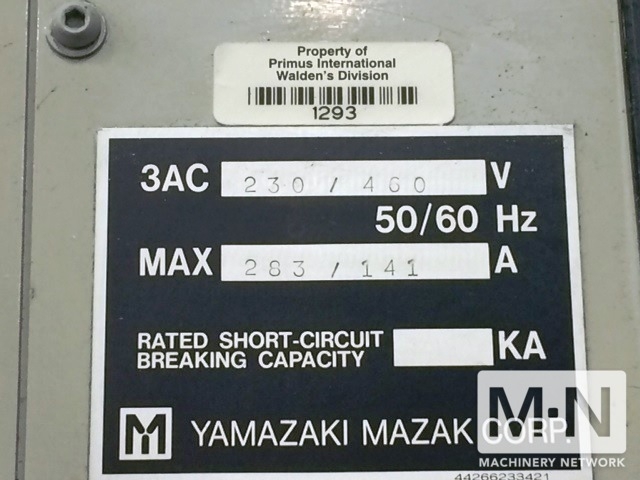 Property of
Primus International
Walden's Division
1293
3AC 230 / 460 V
50/60 Hz
MAX 283 / 141 A
RATED SHORT-CIRCUIT
BREAKING CAPACITY KA
YAMAZAKI MAZAK CORP.
44266233421
M·N
MACHINERY NETWORK